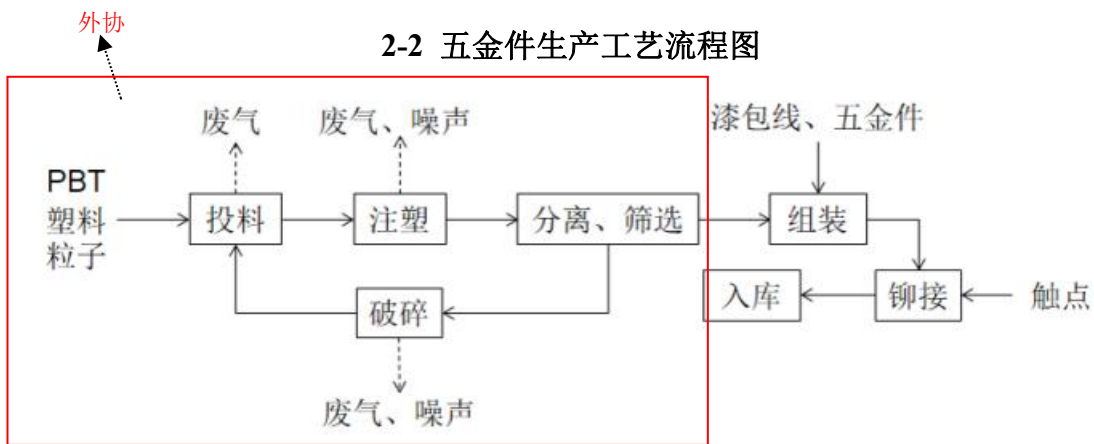 外协
2-2 五金件生产工艺流程图
废气
废气、噪声
漆包线、五金件
PBT
塑料
粒子
投料
注塑
分离、筛选
组装
破碎
入库
铆接
触点
废气、噪声